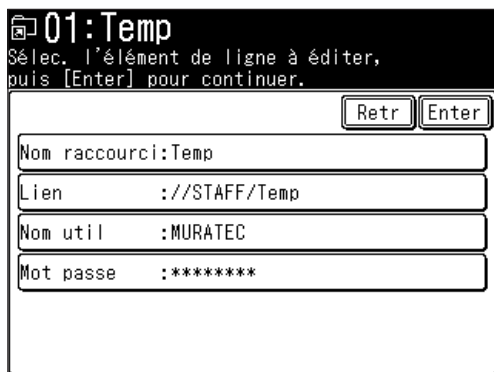 01:Temp
Sélec. l'élément de ligne à éditer,
puis [Enter] pour continuer.
Retr Enter
Nom raccourci:Temp
Lien ://STAFF/Temp
Nom util :MURATEC
Mot passe :********